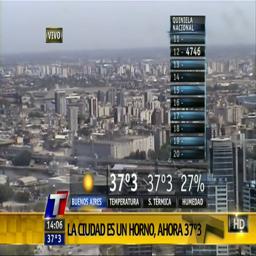 VIVO
QUINIELA
NACIONAL
11 -
12 - 4746
13 -
14 -
15 -
16 -
17 -
18 -
19 -
20 -
37°3 37°3 27%
BUENOS AIRES TEMPERATURA S. TÉRMICA HUMEDAD
14:06
37°3
LA CIUDAD ES UN HORNO, AHORA 37°3
HD